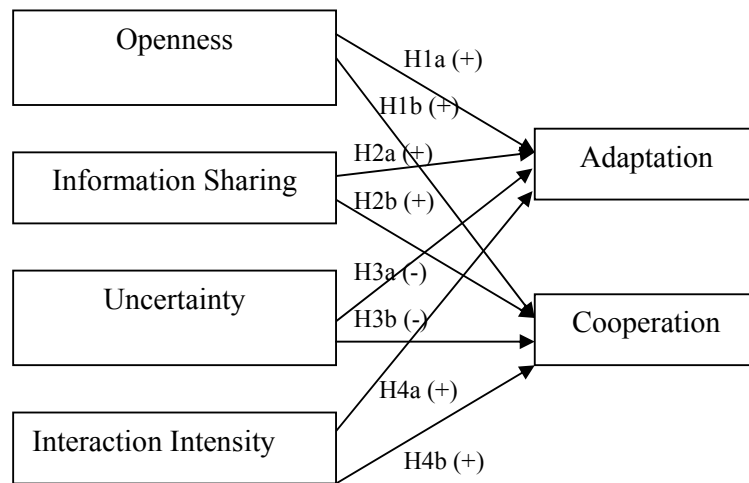 Openness
H1a (+)
H1b (+)
H2a (+)
Adaptation
Information Sharing
H2b (+)
H3a (-)
Uncertainty
H3b (-)
Cooperation
H4a (+)
Interaction Intensity
H4b (+)